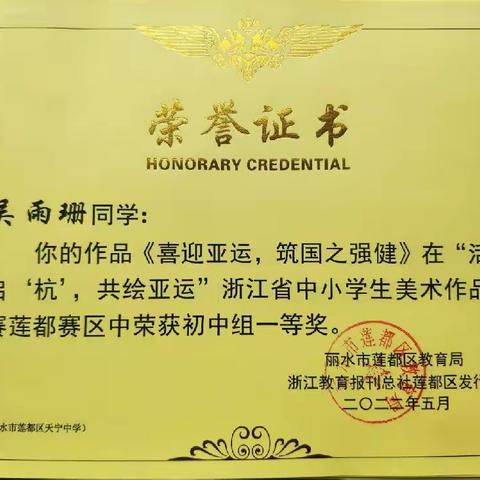 荣誉证书
HONORARY CREDENTIAL
吴雨珊同学：
你的作品《喜迎亚运，筑国之强健》在“活
启‘杭’，共绘亚运”浙江省中小学生美术作品
赛莲都赛区中荣获初中组一等奖。
丽水市莲都区教育局
浙江教育报刊总社莲都区发行
二〇二二年五月
水市莲都区天宁中学）